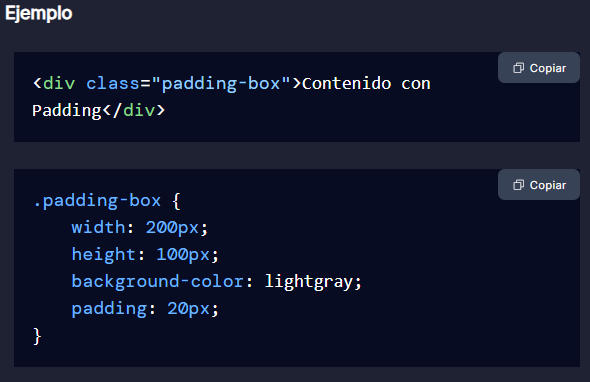 Ejemplo
Copiar
<div class="padding-box">Contenido con
Padding</div>
Copiar
.padding-box {
    width: 200px;
    height: 100px;
    background-color: lightgray;
    padding: 20px;
}